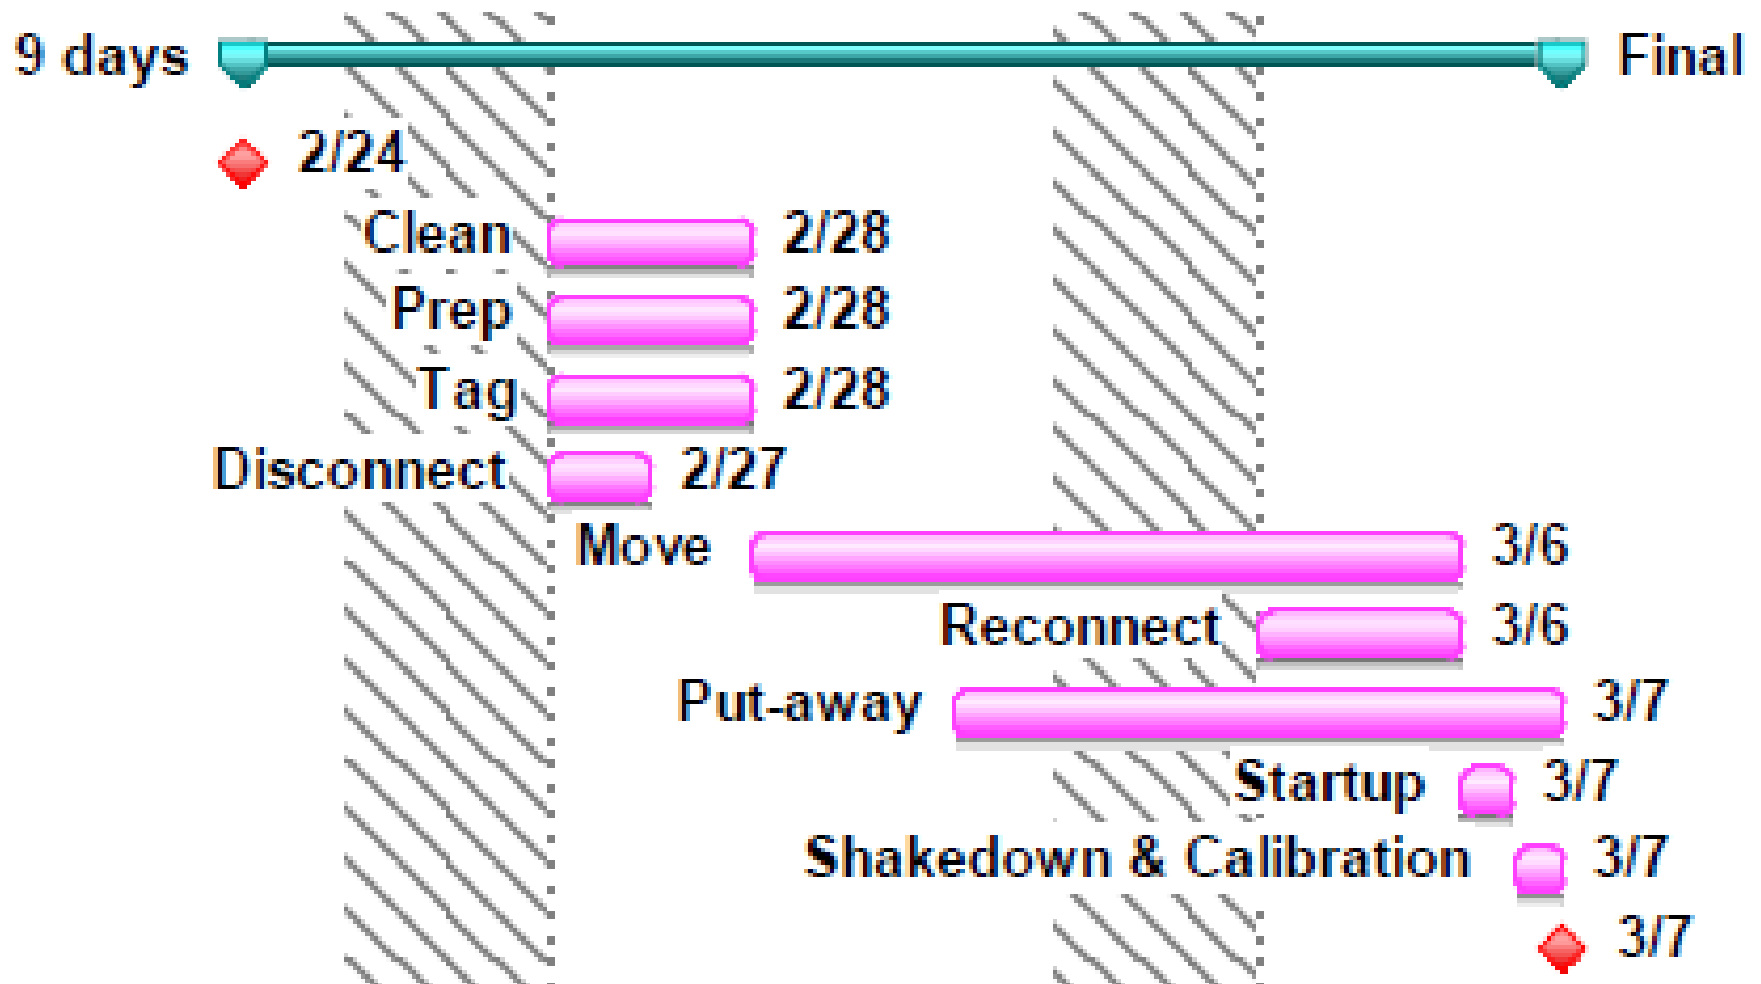 9 days Final
2/24
Clean 2/28
Prep 2/28
Tag 2/28
Disconnect 2/27
Move 3/6
Reconnect 3/6
Put-away 3/7
Startup 3/7
Shakedown & Calibration 3/7
3/7